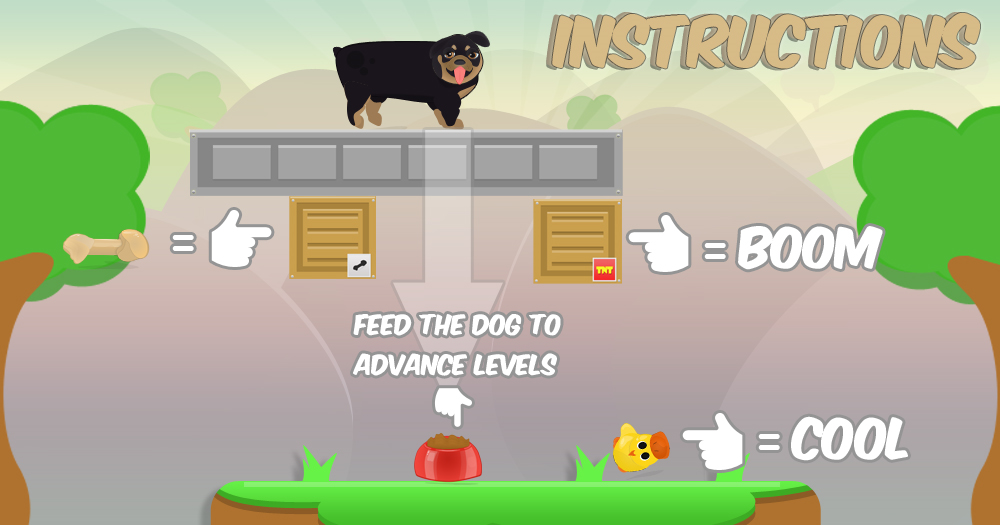 INSTRUCTIONS
=
TNT
= BOOM
FEED THE DOG TO
ADVANCE LEVELS
= COOL